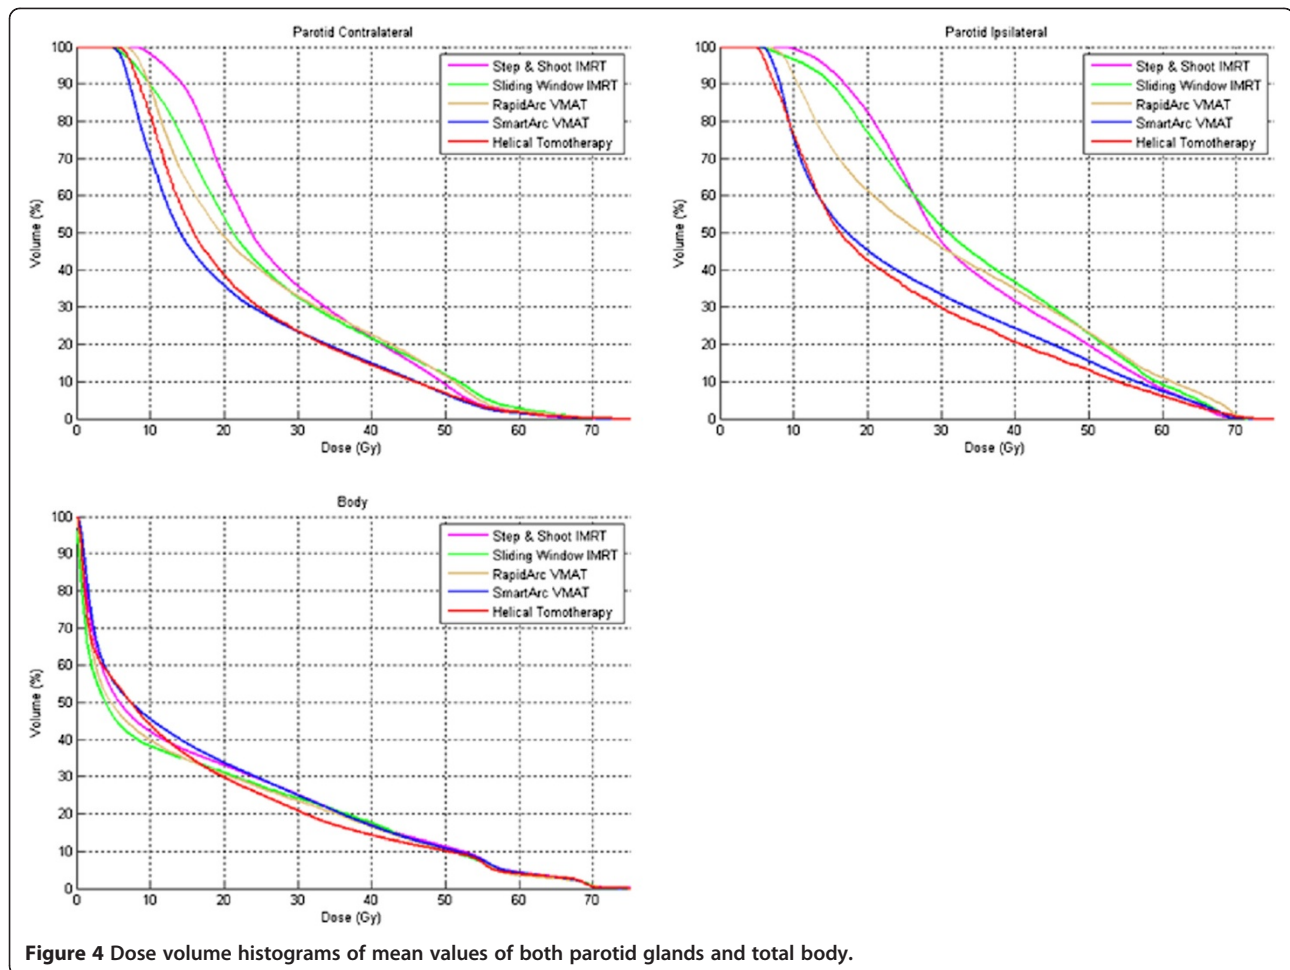 Parotid Contralateral
100
90
80
70
60
50
40
30
20
10
0
Volume (%)
Step & Shoot IMRT
Sliding Window IMRT
RapidArc VMAT
SmartArc VMAT
Helical Tomotherapy
0 10 20 30 40 50 60 70
Dose (Gy)
Parotid Ipsilateral
100
90
80
70
60
50
40
30
20
10
0
Volume (%)
Step & Shoot IMRT
Sliding Window IMRT
RapidArc VMAT
SmartArc VMAT
Helical Tomotherapy
0 10 20 30 40 50 60 70
Dose (Gy)
Body
100
90
80
70
60
50
40
30
20
10
0
Volume (%)
Step & Shoot IMRT
Sliding Window IMRT
RapidArc VMAT
SmartArc VMAT
Helical Tomotherapy
0 10 20 30 40 50 60 70
Dose (Gy)
Figure 4 Dose volume histograms of mean values of both parotid glands and total body.